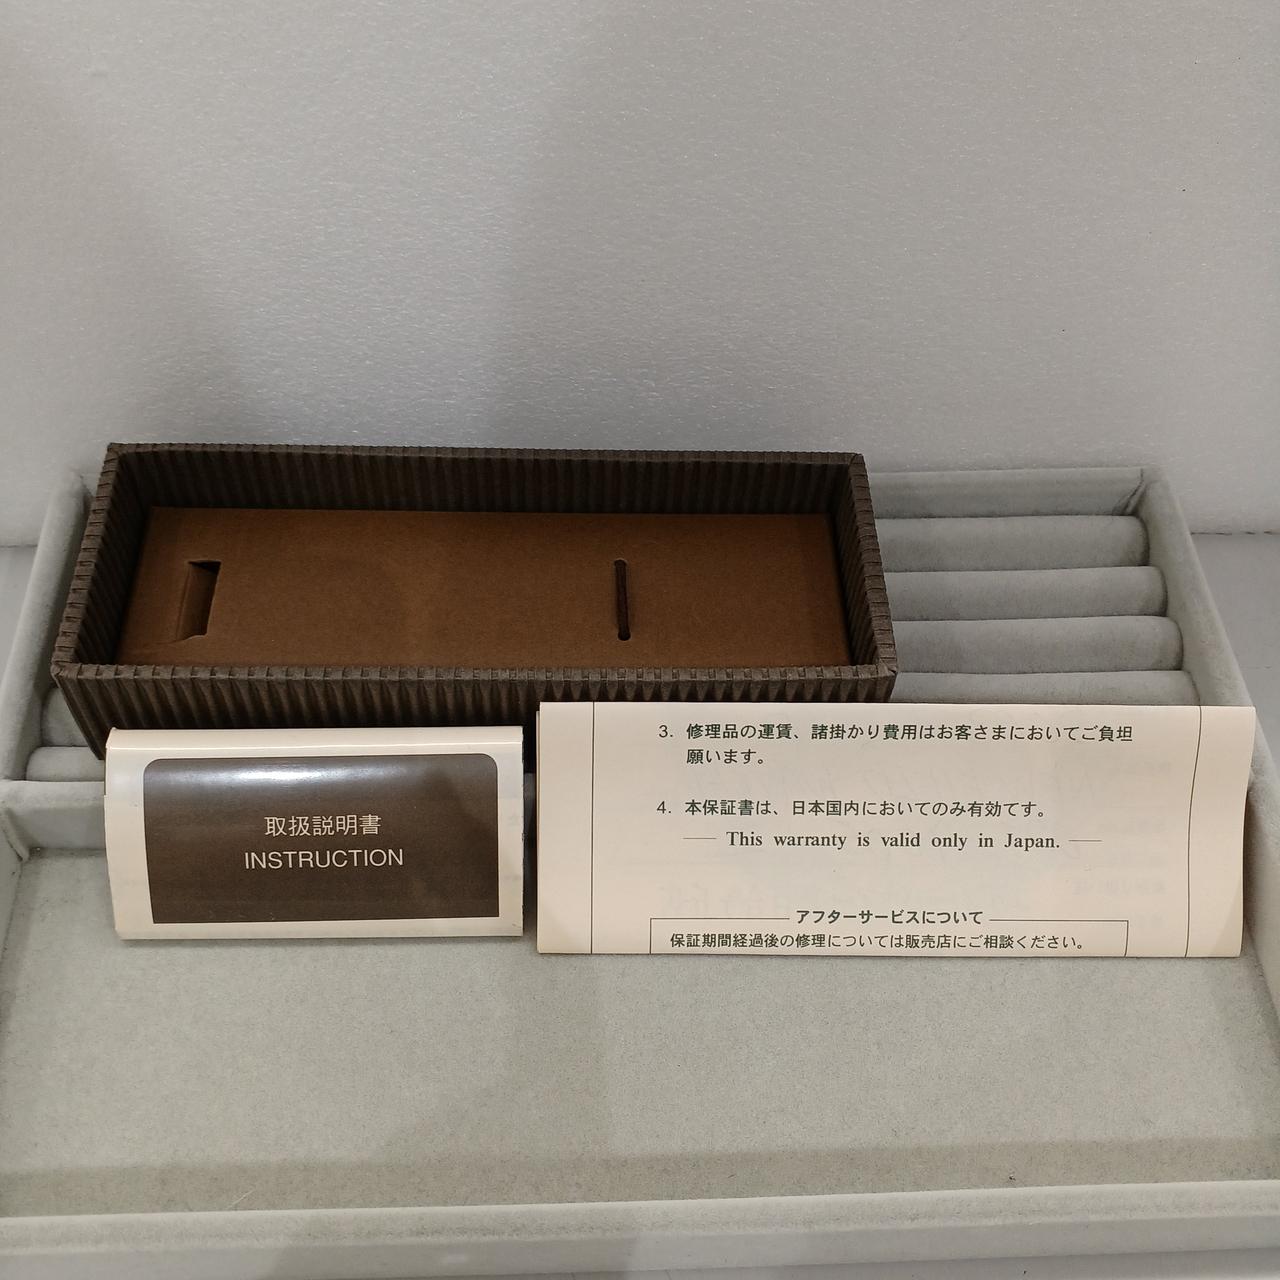 取扱説明書
INSTRUCTION
3. 修理品の運賃、諸掛かり費用はお客さまにおいてご負担
願います。
4. 本保証書は、日本国内においてのみ有効です。
This warranty is valid only in Japan.
アフターサービスについて
保証期間経過後の修理については販売店にご相談ください。